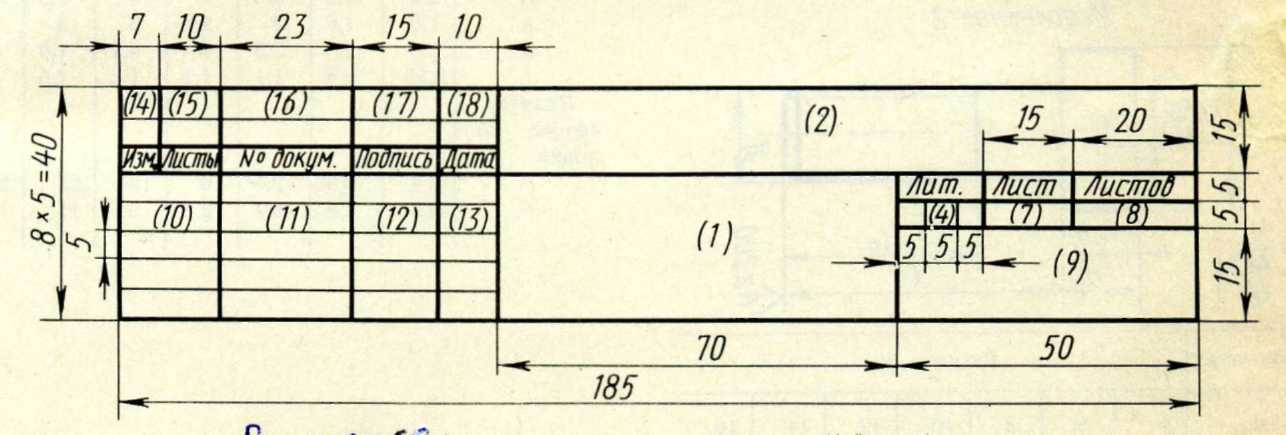 7 10 23 15 10
(14) (15) (16) (17) (18) (2) 15 20 15
Изм. Листы № докум. Подпись Дата Лит. Лист Листов 5
8×5=40 5 (10) (11) (12) (13) (1) (4) (7) (8) 5
5 5 5 (9) 15
70 50
185